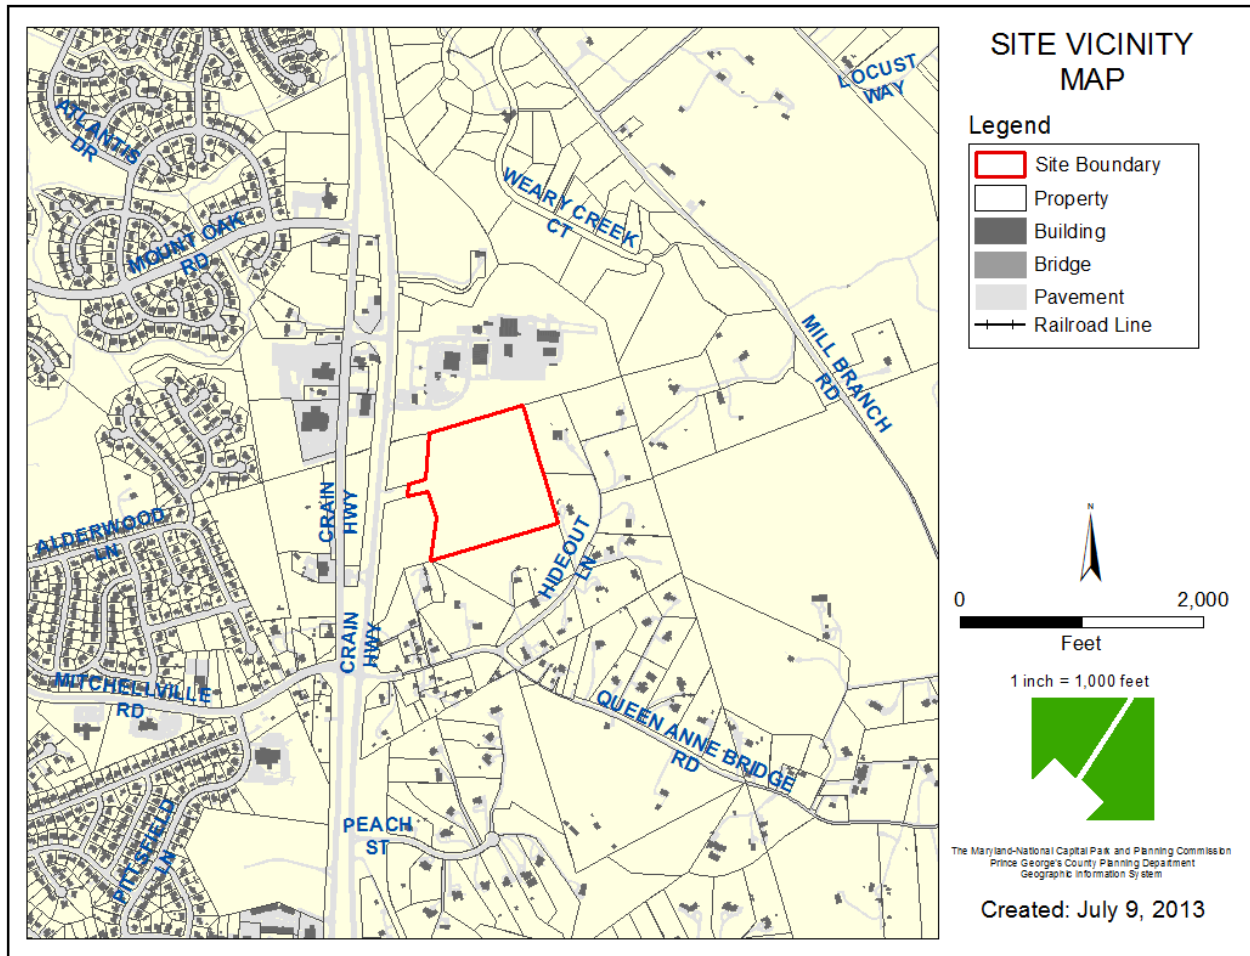 SITE VICINITY
MAP
Legend
Site Boundary
Property
Building
Bridge
Pavement
Railroad Line
LOCUST
WAY
ATLANTIS
DR
WEARY CREEK
CT
MOUNT OAK
RD
MILL BRANCH
RD
CRAIN
HWY
ALDERWOOD
LN
HIDEOUT
LN
CRAIN
HWY
MITCHELLVILLE
RD
QUEEN ANNE BRIDGE
RD
PITTSFIELD
LN
PEACH
ST
N
0 2,000
Feet
1 inch = 1,000 feet
The Maryland-National Capital Park and Planning Commission
Prince George's County Planning Department
Geographic Information System
Created: July 9, 2013